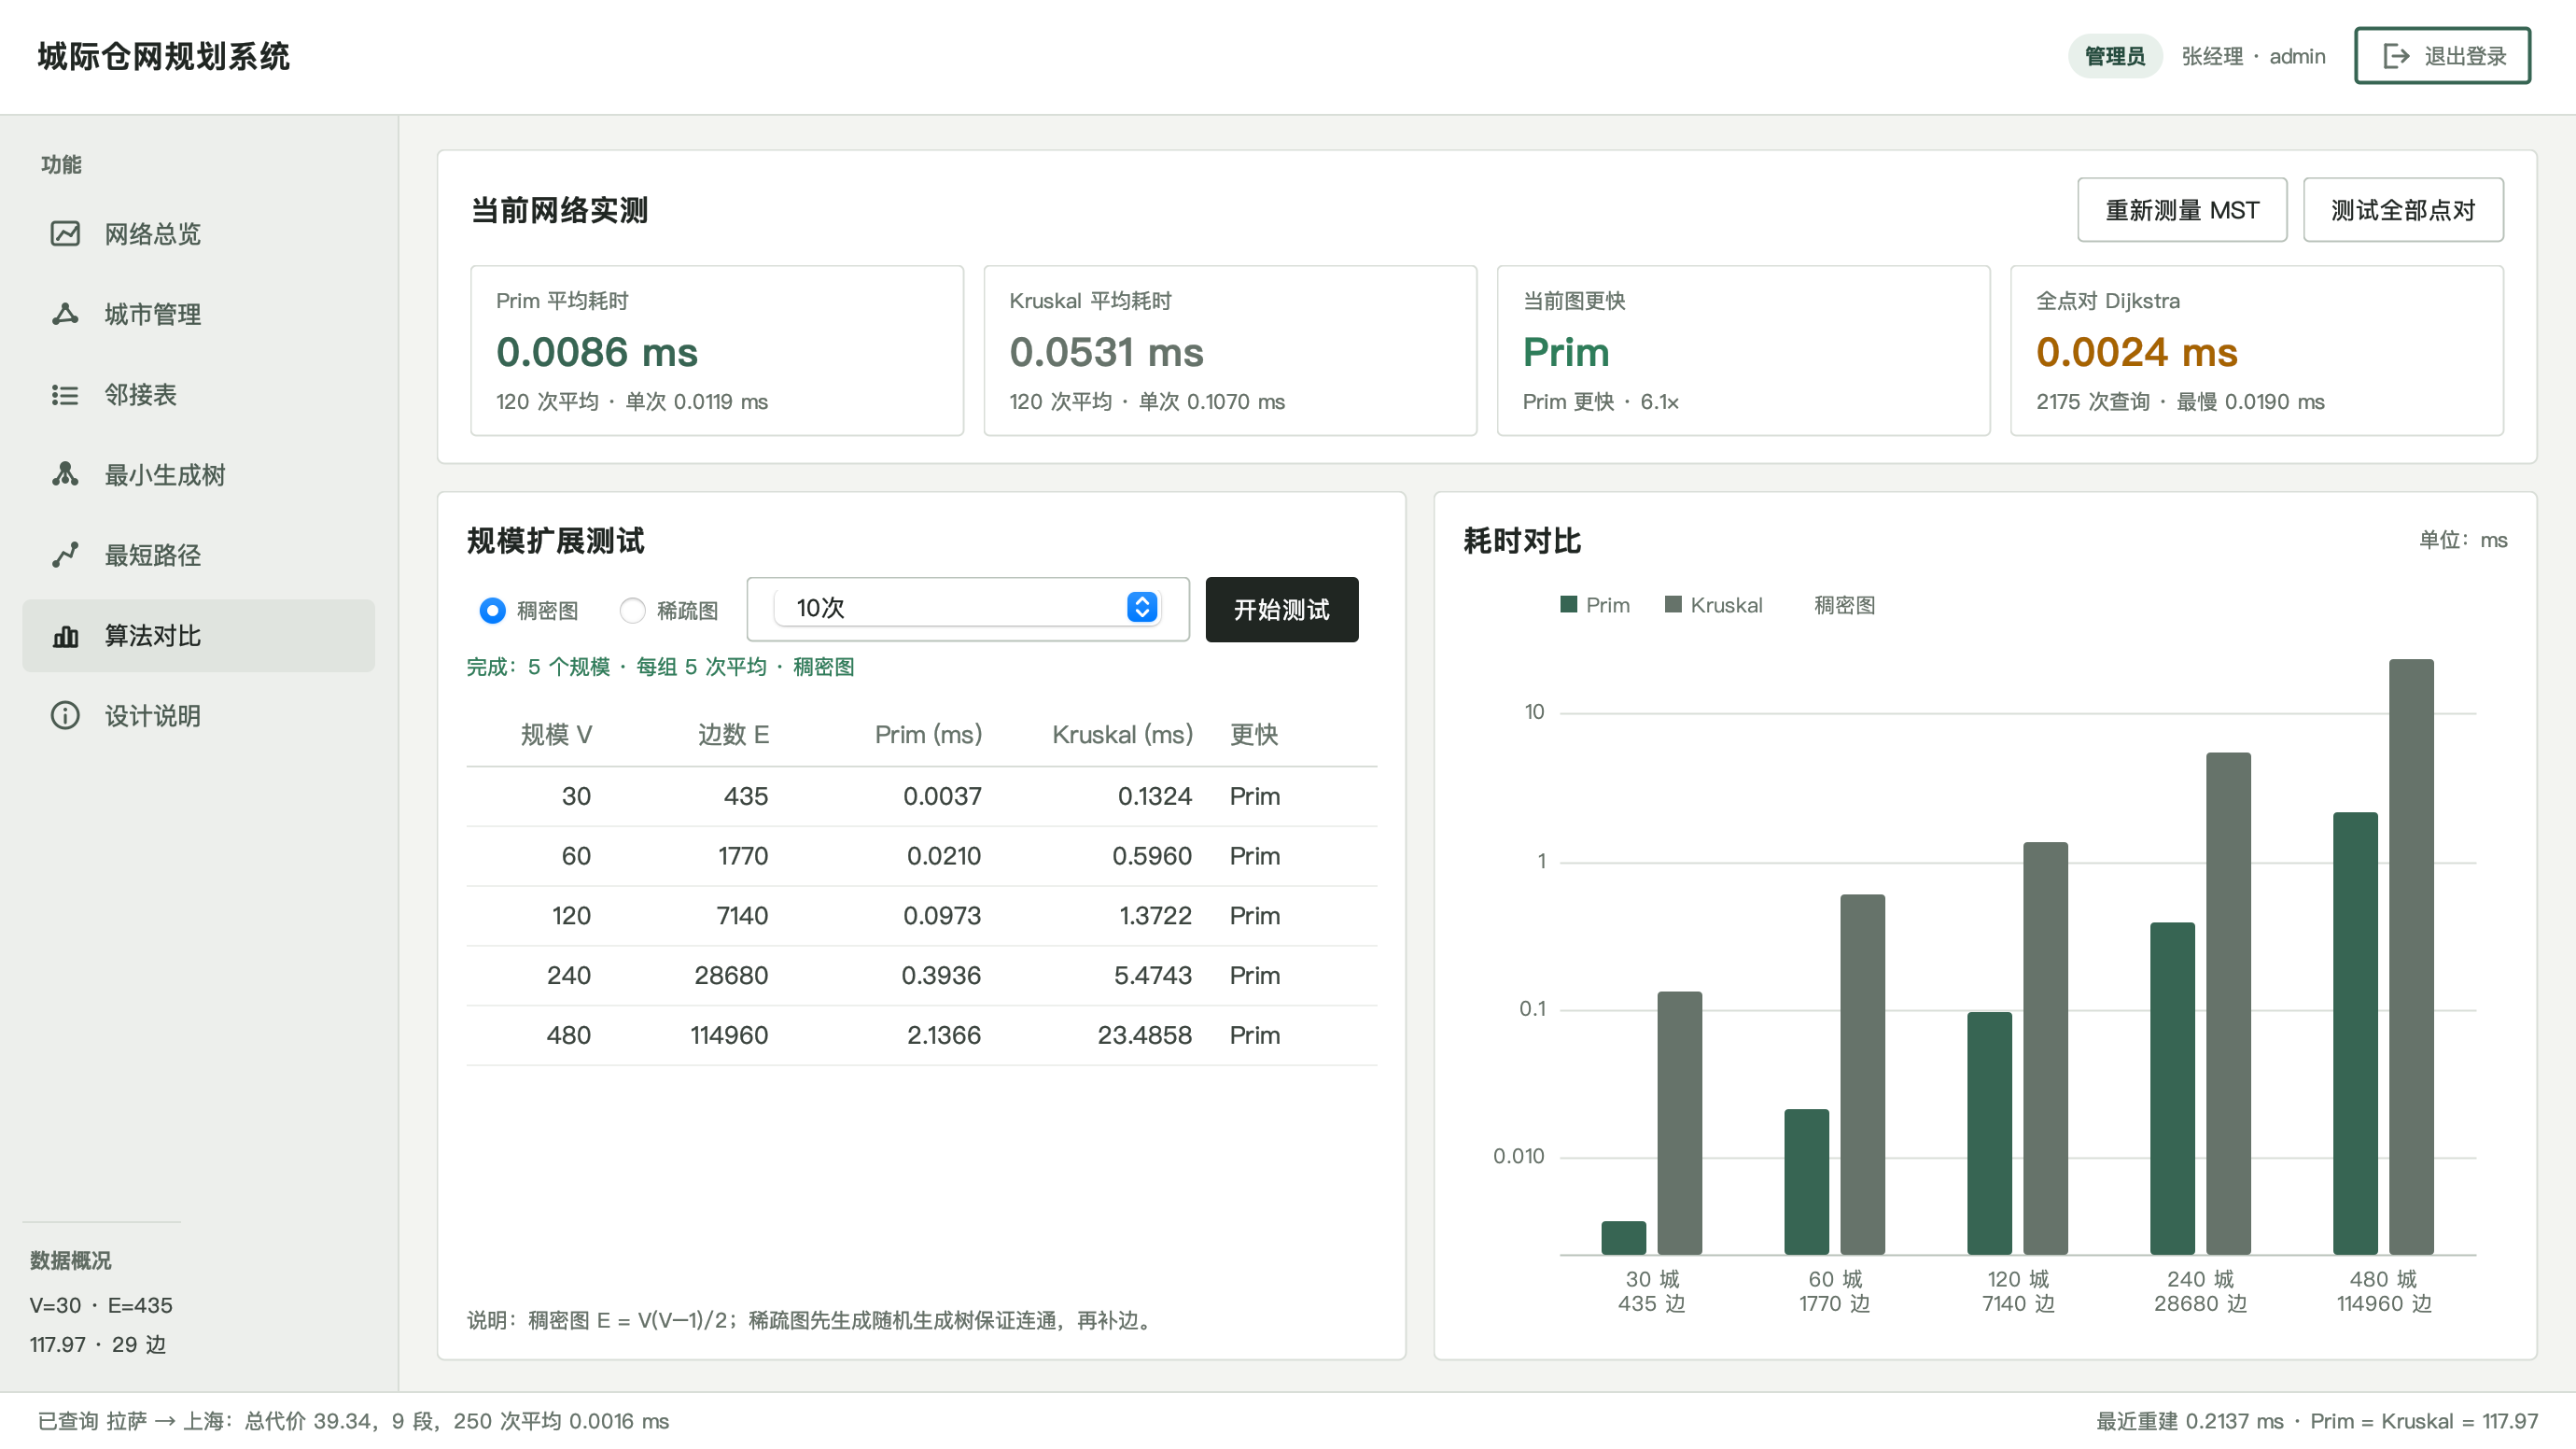 城际仓网规划系统
管理员 张经理 · admin 退出登录
功能
网络总览
城市管理
邻接表
最小生成树
最短路径
算法对比
设计说明
数据概况
V=30 · E=435
117.97 · 29 边
当前网络实测
重新测量 MST 测试全部点对
Prim 平均耗时
0.0086 ms
120 次平均 · 单次 0.0119 ms
Kruskal 平均耗时
0.0531 ms
120 次平均 · 单次 0.1070 ms
当前图更快
Prim
Prim 更快 · 6.1×
全点对 Dijkstra
0.0024 ms
2175 次查询 · 最慢 0.0190 ms
规模扩展测试
稠密图 稀疏图 10次 开始测试
完成：5 个规模 · 每组 5 次平均 · 稠密图
规模 V 边数 E Prim (ms) Kruskal (ms) 更快
30 435 0.0037 0.1324 Prim
60 1770 0.0210 0.5960 Prim
120 7140 0.0973 1.3722 Prim
240 28680 0.3936 5.4743 Prim
480 114960 2.1366 23.4858 Prim
说明：稠密图 E = V(V−1)/2；稀疏图先生成随机生成树保证连通，再补边。
耗时对比 单位：ms
Prim Kruskal 稠密图
10
1
0.1
0.010
30 城 60 城 120 城 240 城 480 城
435 边 1770 边 7140 边 28680 边 114960 边
已查询 拉萨 → 上海：总代价 39.34，9 段，250 次平均 0.0016 ms
最近重建 0.2137 ms · Prim = Kruskal = 117.97